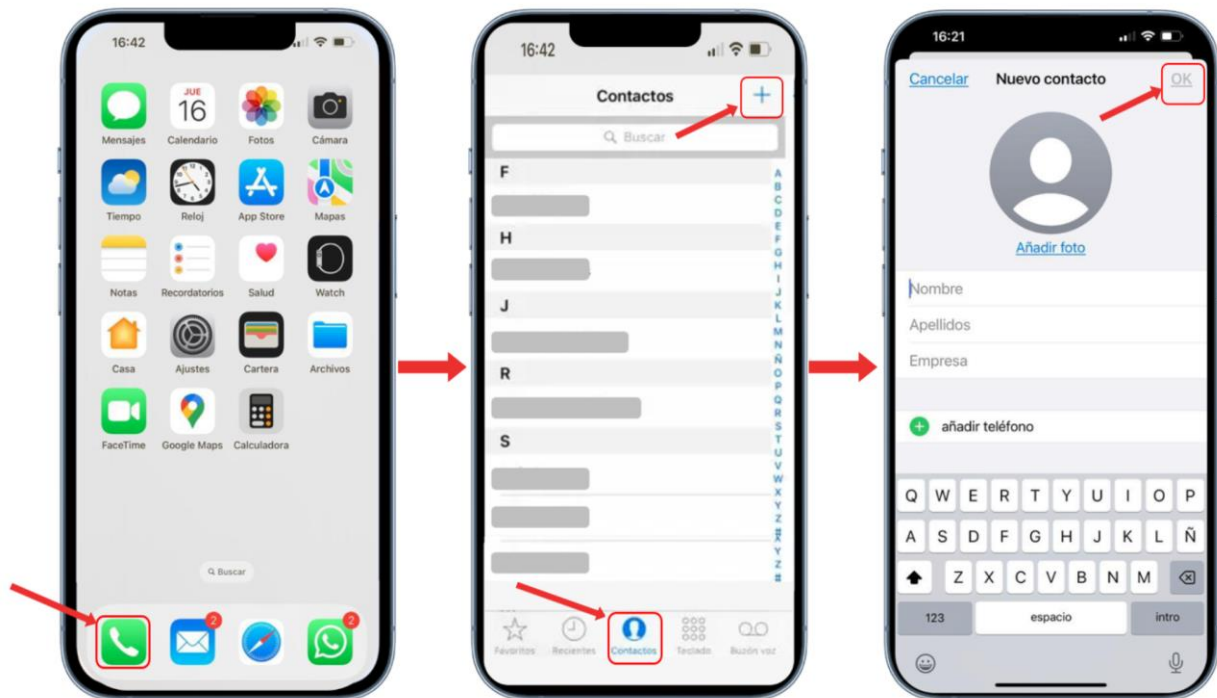 16:42
JUE
16
Mensajes Calendario Fotos Cámara
Tiempo Reloj App Store Mapas
Notas Recordatorios Salud Watch
Casa Ajustes Cartera Archivos
FaceTime Google Maps Calculadora
Buscar
2
2
16:42
Contactos +
Buscar
F
H
J
R
S
A
B
C
D
E
F
G
H
I
J
K
L
M
N
Ñ
O
P
Q
R
S
T
U
V
W
X
Y
Z
#
X
Y
Z
#
Favoritos Recientes Contactos Teclado Buzón voz
16:21
Cancelar Nuevo contacto OK
Añadir foto
Nombre
Apellidos
Empresa
añadir teléfono
Q W E R T Y U I O P
A S D F G H J K L Ñ
Z X C V B N M
123 espacio intro